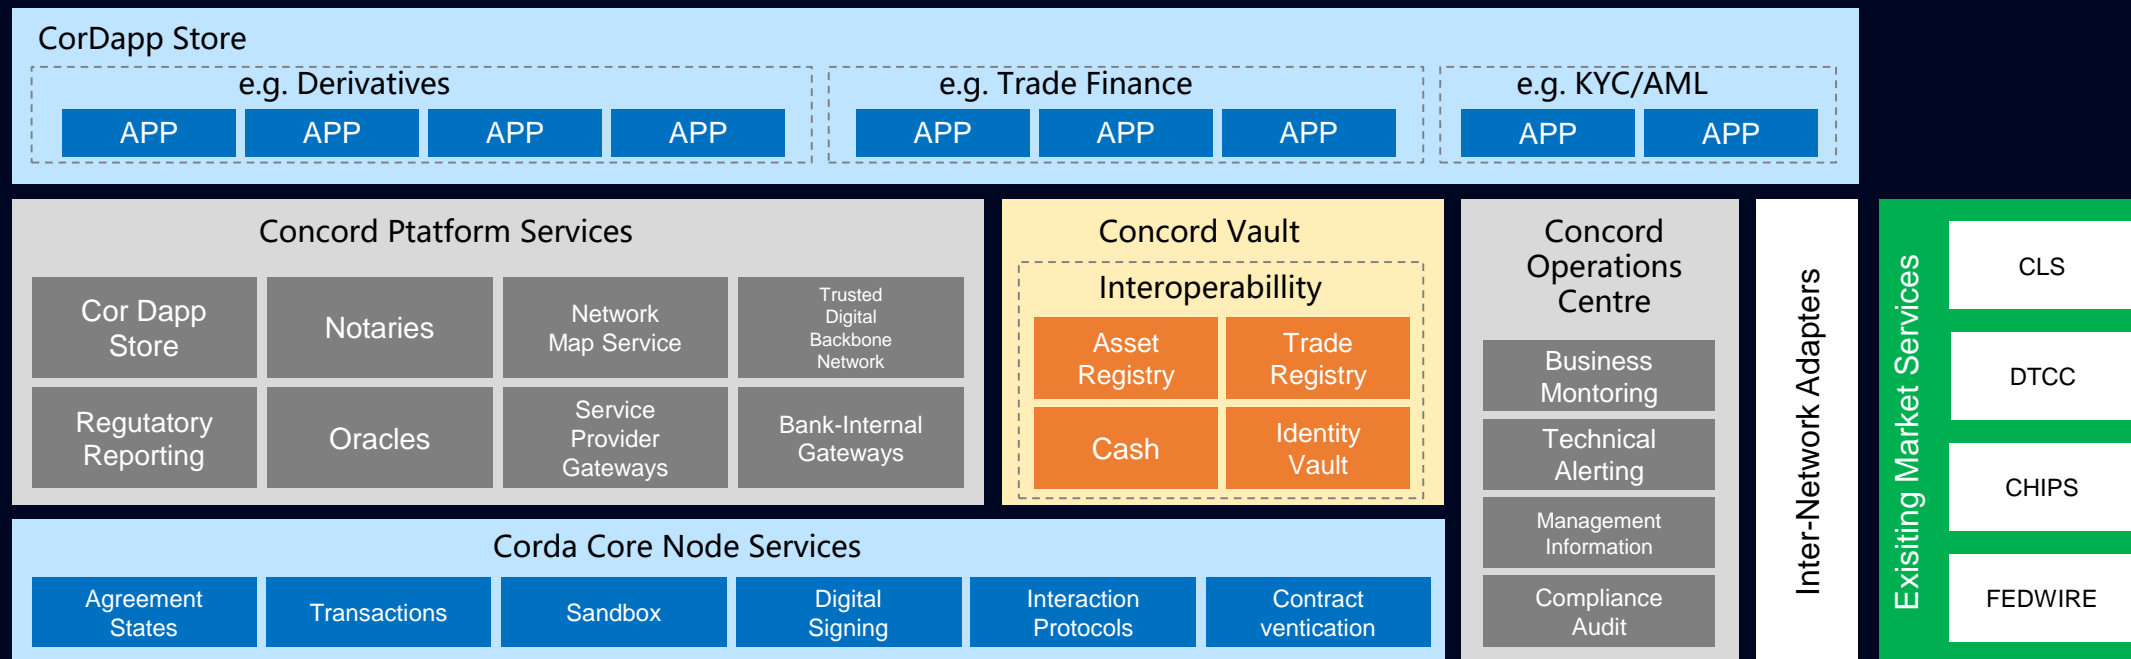 CorDapp Store
e.g. Derivatives
APP
APP
APP
APP
e.g. Trade Finance
APP
APP
APP
e.g. KYC/AML
APP
APP
Concord Ptatform Services
Cor Dapp
Store
Notaries
Network
Map Service
Trusted
Digital
Backbone
Network
Regutatory
Reporting
Oracles
Service
Provider
Gateways
Bank-Internal
Gateways
Concord Vault
Interoperabillity
Asset
Registry
Trade
Registry
Cash
Identity
Vault
Concord
Operations
Centre
Business
Montoring
Technical
Alerting
Management
Information
Compliance
Audit
Inter-Network Adapters
Exisiting Market Services
CLS
DTCC
CHIPS
FEDWIRE
Corda Core Node Services
Agreement
States
Transactions
Sandbox
Digital
Signing
Interaction
Protocols
Contract
ventication